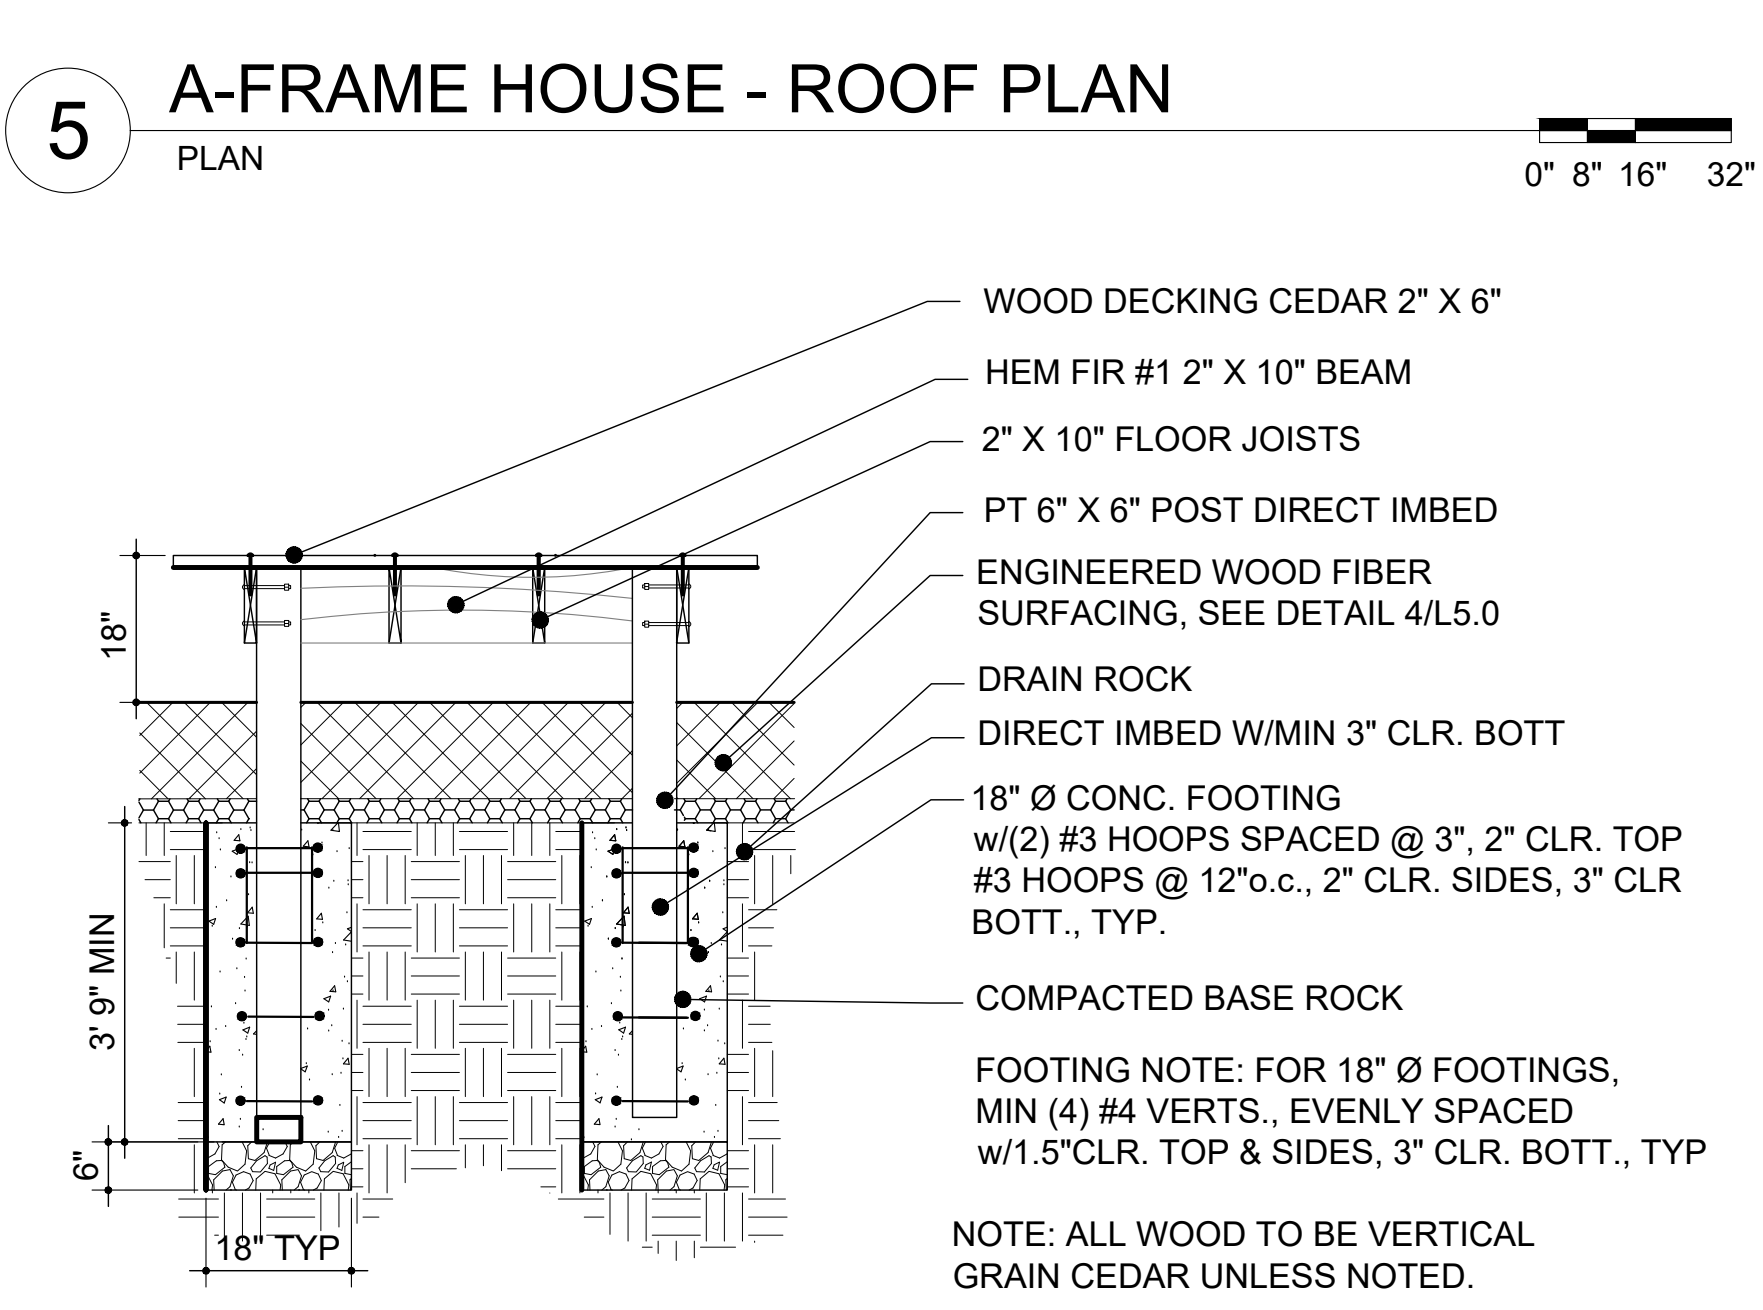 5
A-FRAME HOUSE - ROOF PLAN
PLAN
0" 8" 16" 32"
WOOD DECKING CEDAR 2" X 6"
HEM FIR #1 2" X 10" BEAM
2" X 10" FLOOR JOISTS
PT 6" X 6" POST DIRECT IMBED
ENGINEERED WOOD FIBER
SURFACING, SEE DETAIL 4/L5.0
DRAIN ROCK
DIRECT IMBED W/MIN 3" CLR. BOTT
18" Ø CONC. FOOTING
w/(2) #3 HOOPS SPACED @ 3", 2" CLR. TOP
#3 HOOPS @ 12"o.c., 2" CLR. SIDES, 3" CLR
BOTT., TYP.
COMPACTED BASE ROCK
FOOTING NOTE: FOR 18" Ø FOOTINGS,
MIN (4) #4 VERTS., EVENLY SPACED
w/1.5"CLR. TOP & SIDES, 3" CLR. BOTT., TYP
NOTE: ALL WOOD TO BE VERTICAL
GRAIN CEDAR UNLESS NOTED.
18"
3' 9" MIN
6"
18" TYP